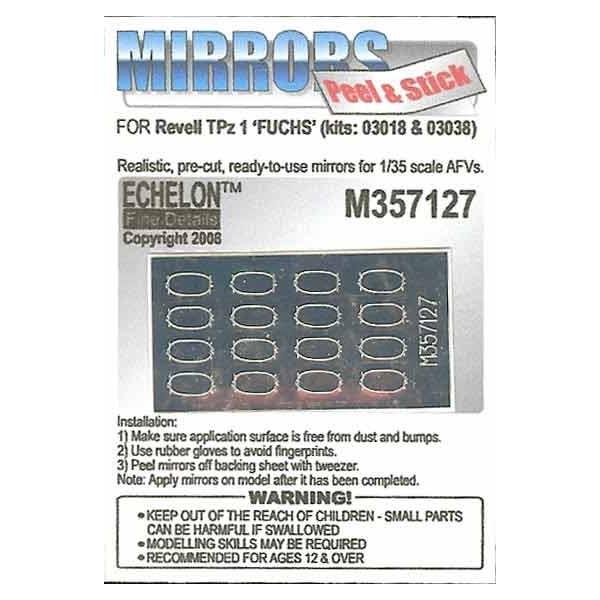 MIRRORS
Peel & Stick
FOR Revell TPz 1 'FUCHS' (kits: 03018 & 03038)
Realistic, pre-cut, ready-to-use mirrors for 1/35 scale AFVs.
ECHELON™
Fine Details
Copyright 2006
M357127
M357127
Installation:
1) Make sure application surface is free from dust and bumps.
2) Use rubber gloves to avoid fingerprints.
3) Peel mirrors off backing sheet with tweezer.
Note: Apply mirrors on model after it has been completed.
WARNING!
•KEEP OUT OF THE REACH OF CHILDREN - SMALL PARTS
CAN BE HARMFUL IF SWALLOWED
•MODELLING SKILLS MAY BE REQUIRED
•RECOMMENDED FOR AGES 12 & OVER